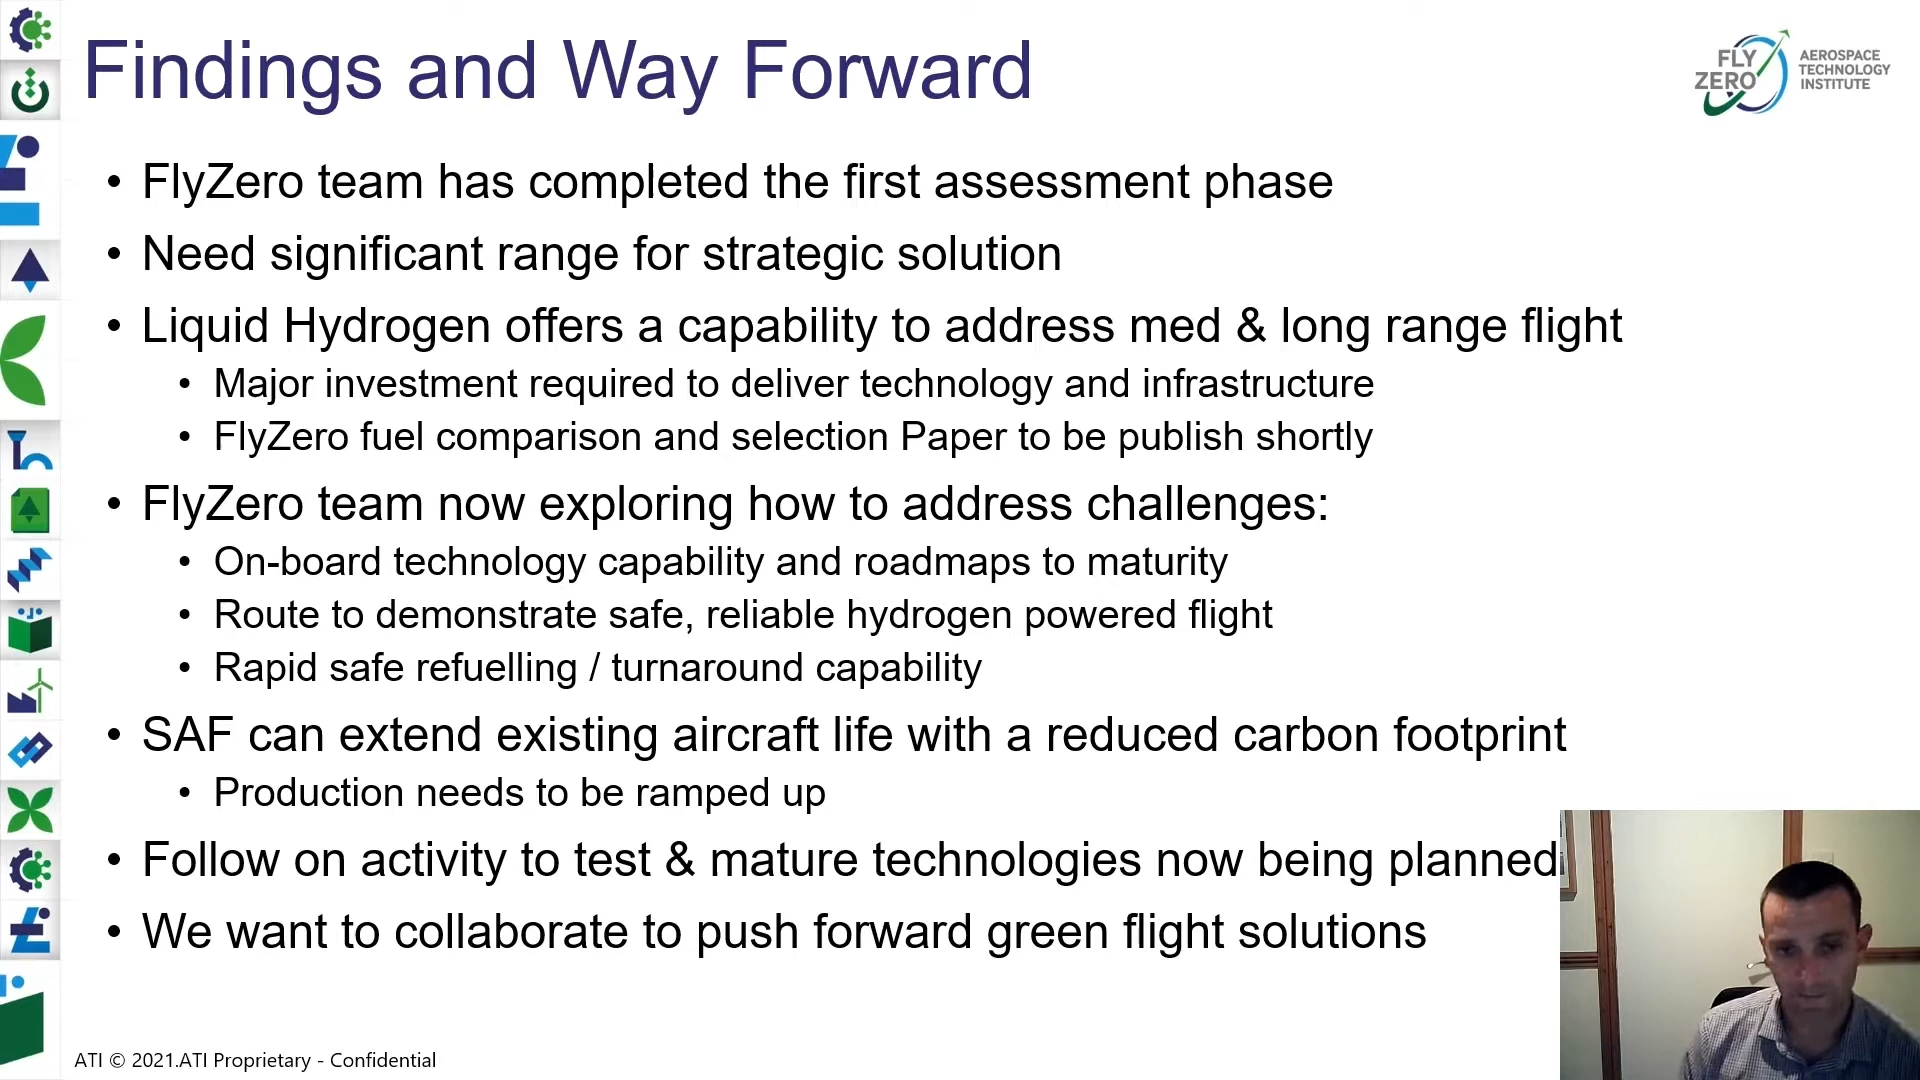 Findings and Way Forward
FLY
ZERO
AEROSPACE
TECHNOLOGY
INSTITUTE
• FlyZero team has completed the first assessment phase
• Need significant range for strategic solution
• Liquid Hydrogen offers a capability to address med & long range flight
• Major investment required to deliver technology and infrastructure
• FlyZero fuel comparison and selection Paper to be publish shortly
• FlyZero team now exploring how to address challenges:
• On-board technology capability and roadmaps to maturity
• Route to demonstrate safe, reliable hydrogen powered flight
• Rapid safe refuelling / turnaround capability
• SAF can extend existing aircraft life with a reduced carbon footprint
• Production needs to be ramped up
• Follow on activity to test & mature technologies now being planned
• We want to collaborate to push forward green flight solutions
ATI © 2021.ATI Proprietary - Confidential